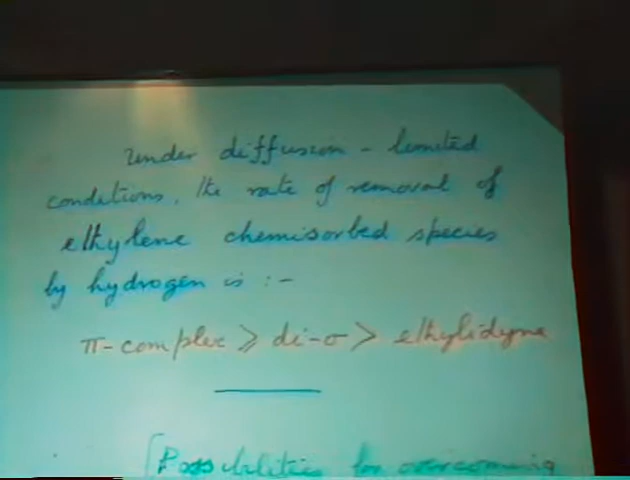 Under diffusion - limited
conditions, the rate of removal of
ethylene chemisorbed species
by hydrogen is :-
π-complex ⩾ di-σ > ethylidyne
[Possibilities for overcoming